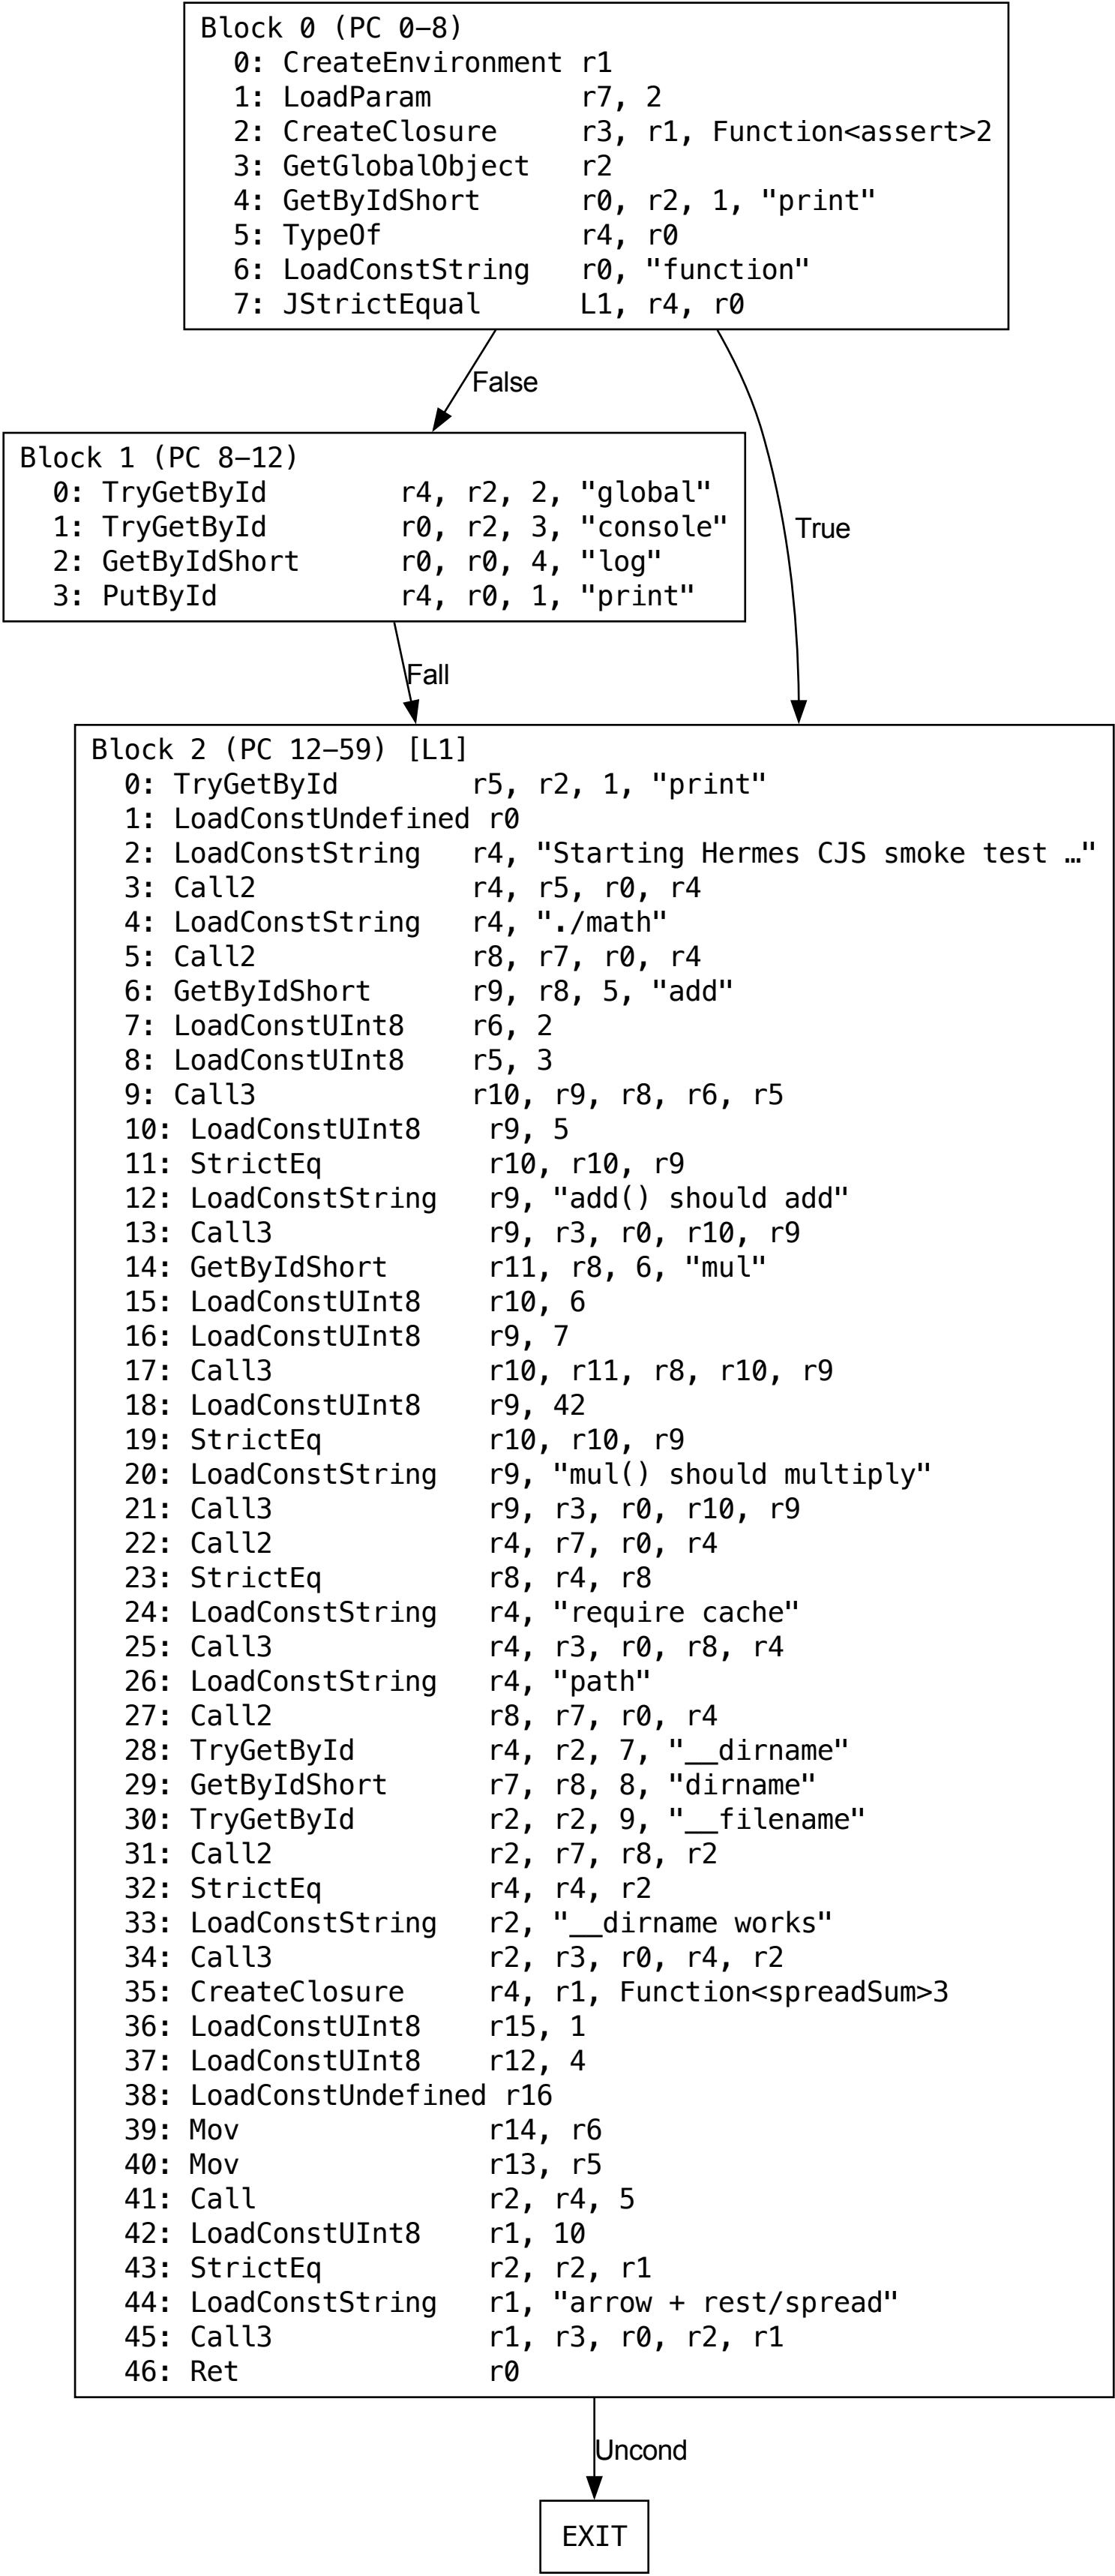 Block 0 (PC 0–8)
0: CreateEnvironment r1
1: LoadParam r7, 2
2: CreateClosure r3, r1, Function<assert>2
3: GetGlobalObject r2
4: GetByIdShort r0, r2, 1, "print"
5: TypeOf r4, r0
6: LoadConstString r0, "function"
7: JStrictEqual L1, r4, r0
False
Block 1 (PC 8–12)
0: TryGetById r4, r2, 2, "global"
1: TryGetById r0, r2, 3, "console"
2: GetByIdShort r0, r0, 4, "log"
3: PutById r4, r0, 1, "print"
True
Fall
Block 2 (PC 12–59) [L1]
0: TryGetById r5, r2, 1, "print"
1: LoadConstUndefined r0
2: LoadConstString r4, "Starting Hermes CJS smoke test …"
3: Call2 r4, r5, r0, r4
4: LoadConstString r4, "./math"
5: Call2 r8, r7, r0, r4
6: GetByIdShort r9, r8, 5, "add"
7: LoadConstUInt8 r6, 2
8: LoadConstUInt8 r5, 3
9: Call3 r10, r9, r8, r6, r5
10: LoadConstUInt8 r9, 5
11: StrictEq r10, r10, r9
12: LoadConstString r9, "add() should add"
13: Call3 r9, r3, r0, r10, r9
14: GetByIdShort r11, r8, 6, "mul"
15: LoadConstUInt8 r10, 6
16: LoadConstUInt8 r9, 7
17: Call3 r10, r11, r8, r10, r9
18: LoadConstUInt8 r9, 42
19: StrictEq r10, r10, r9
20: LoadConstString r9, "mul() should multiply"
21: Call3 r9, r3, r0, r10, r9
22: Call2 r4, r7, r0, r4
23: StrictEq r8, r4, r8
24: LoadConstString r4, "require cache"
25: Call3 r4, r3, r0, r8, r4
26: LoadConstString r4, "path"
27: Call2 r8, r7, r0, r4
28: TryGetById r4, r2, 7, "__dirname"
29: GetByIdShort r7, r8, 8, "dirname"
30: TryGetById r2, r2, 9, "__filename"
31: Call2 r2, r7, r8, r2
32: StrictEq r4, r4, r2
33: LoadConstString r2, "__dirname works"
34: Call3 r2, r3, r0, r4, r2
35: CreateClosure r4, r1, Function<spreadSum>3
36: LoadConstUInt8 r15, 1
37: LoadConstUInt8 r12, 4
38: LoadConstUndefined r16
39: Mov r14, r6
40: Mov r13, r5
41: Call r2, r4, 5
42: LoadConstUInt8 r1, 10
43: StrictEq r2, r2, r1
44: LoadConstString r1, "arrow + rest/spread"
45: Call3 r1, r3, r0, r2, r1
46: Ret r0
Uncond
EXIT